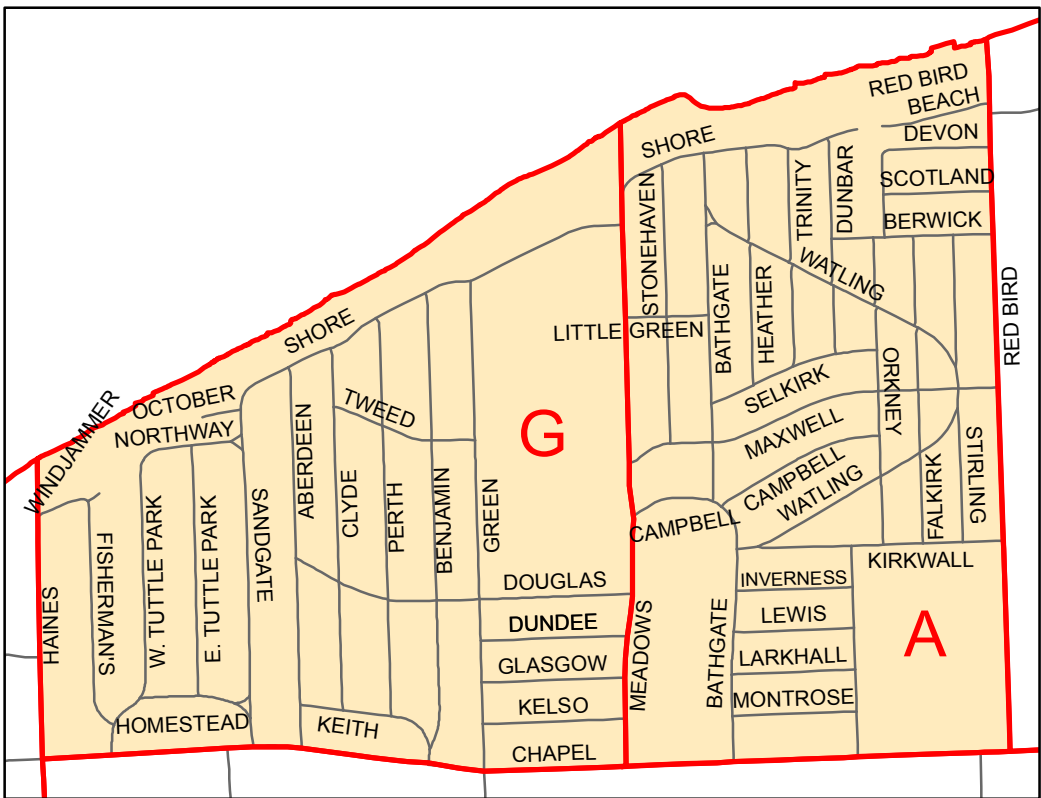 RED BIRD
BEACH
SHORE
DEVON
SCOTLAND
BERWICK
STONEHAVEN
TRINITY
DUNBAR
WATLING
BATHGATE
HEATHER
RED BIRD
LITTLE GREEN
SHORE
OCTOBER
NORTHWAY
WINDJAMMER
TWEED
G
SELKIRK
ORKNEY
MAXWELL
CAMPBELL
WATLING
CAMPBELL
FALKIRK
STIRLING
ABERDEEN
CLYDE
PERTH
BENJAMIN
GREEN
SANDGATE
W. TUTTLE PARK
E. TUTTLE PARK
FISHERMAN'S
HAINES
DOUGLAS
DUNDEE
GLASGOW
KELSO
CHAPEL
KEITH
HOMESTEAD
MEADOWS
BATHGATE
INVERNESS
LEWIS
LARKHALL
MONTROSE
KIRKWALL
A